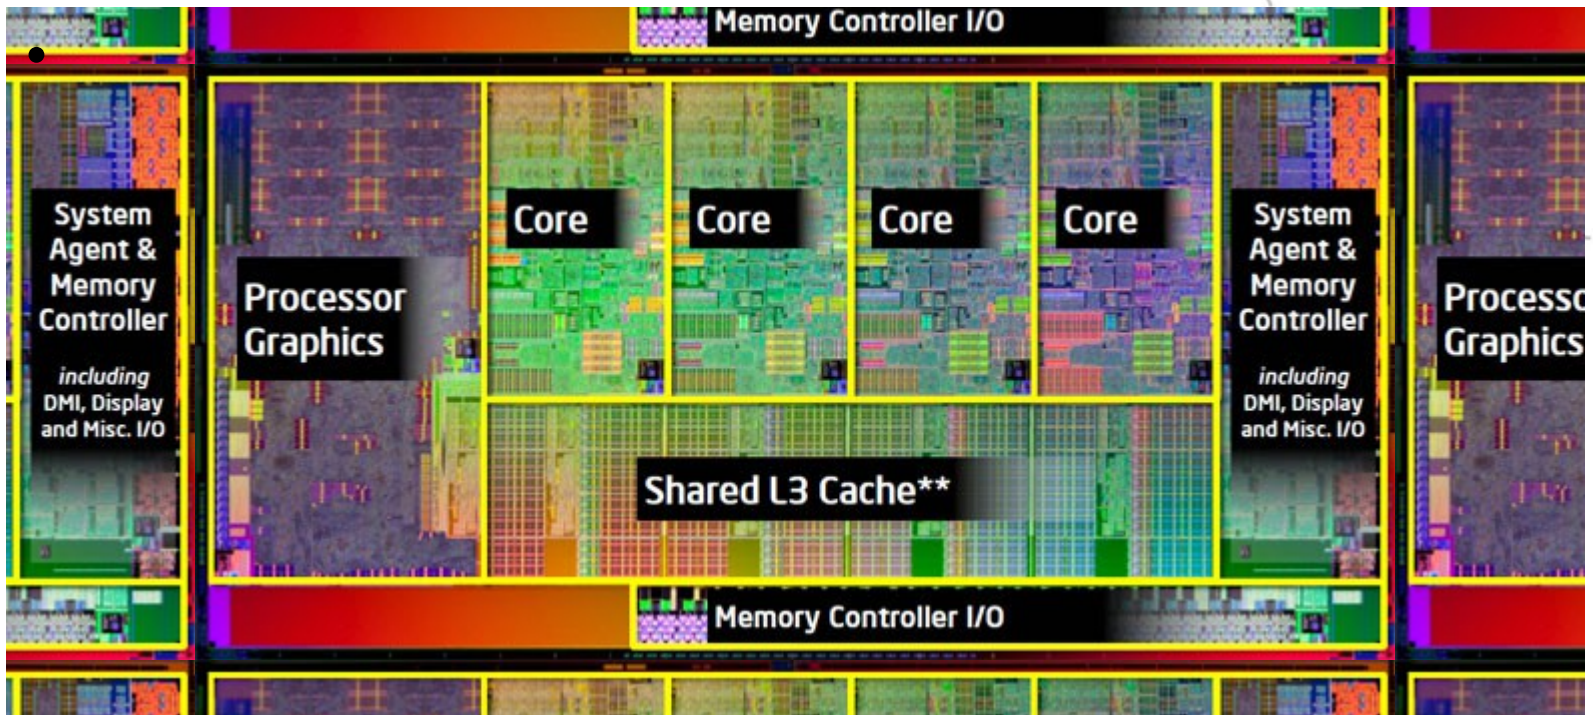 Memory Controller I/O
System
Agent &
Memory
Controller
including
DMI, Display
and Misc. I/O
Processor
Graphics
Core
Core
Core
Core
Shared L3 Cache**
System
Agent &
Memory
Controller
including
DMI, Display
and Misc. I/O
Processo
Graphics
Memory Controller I/O